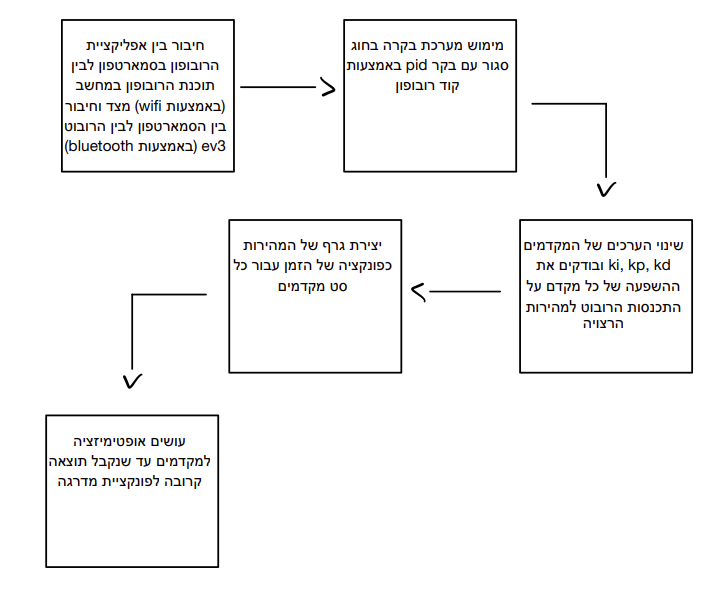 חיבור בין אפליקציית
הרובופון בסמארטפון לבין
תוכנת הרובופון במחשב
(באמצעות wifi) מצד וחיבור
בין הסמארטפון לבין הרובוט
ev3 (באמצעות bluetooth)
מימוש מערכת בקרה בחוג
סגור עם בקר pid באמצעות
קוד רובופון
שינוי הערכים של המקדמים
ki, kp, kd ובודקים את
ההשפעה של כל מקדם על
התכנסות הרובוט למהירות
הרצויה
יצירת גרף של המהירות
כפונקציה של הזמן עבור כל
סט מקדמים
עושים אופטימיזציה
למקדמים עד שנקבל תוצאה
קרובה לפונקציית מדרגה